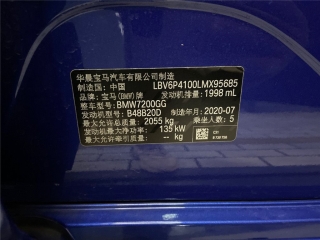 华晨宝马汽车有限公司制造
制造国: 中国 LBV6P4100LMX95685
品牌: 宝马(BMW)牌 发动机排量: 1998 mL
整车型号: BMW7200GG
发动机型号: B48B20D 制造年月: 2020-07
最大允许总质量: 2055 kg 乘坐人数: 5
发动机最大净功率: 135 kW
最大允许牵引质量: -- kg